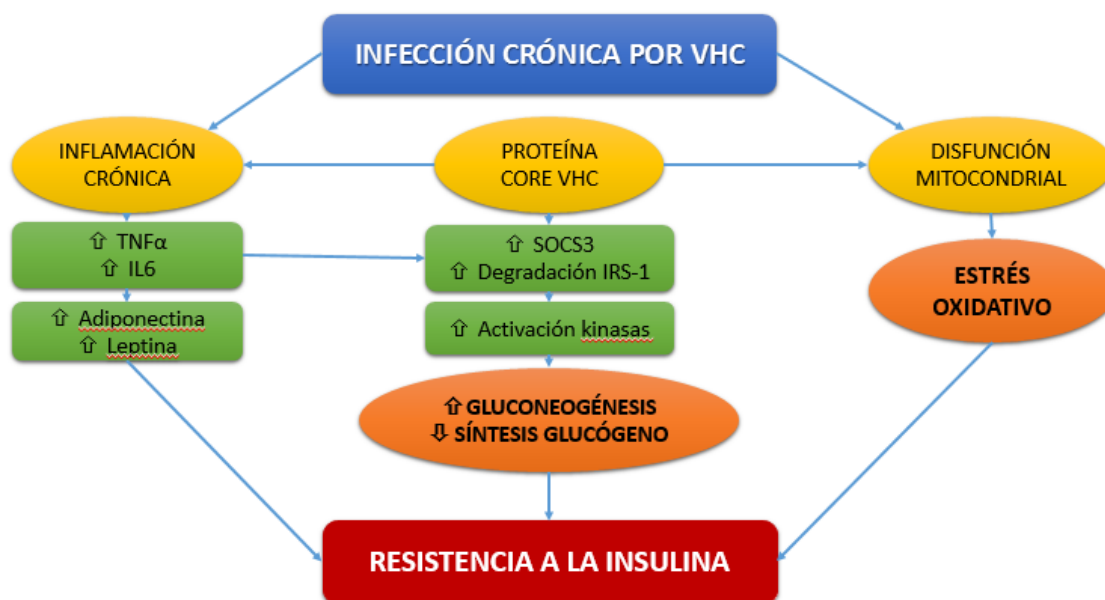 INFECCIÓN CRÓNICA POR VHC
INFLAMACIÓN
CRÓNICA
PROTEÍNA
CORE VHC
DISFUNCIÓN
MITOCONDRIAL
⇧ TNFα
⇧ IL6
⇧ SOCS3
⇧ Degradación IRS-1
ESTRÉS
OXIDATIVO
⇧ Adiponectina
⇧ Leptina
⇧ Activación kinasas
⇧ GLUCONEOGÉNESIS
⇩ SÍNTESIS GLUCÓGENO
RESISTENCIA A LA INSULINA